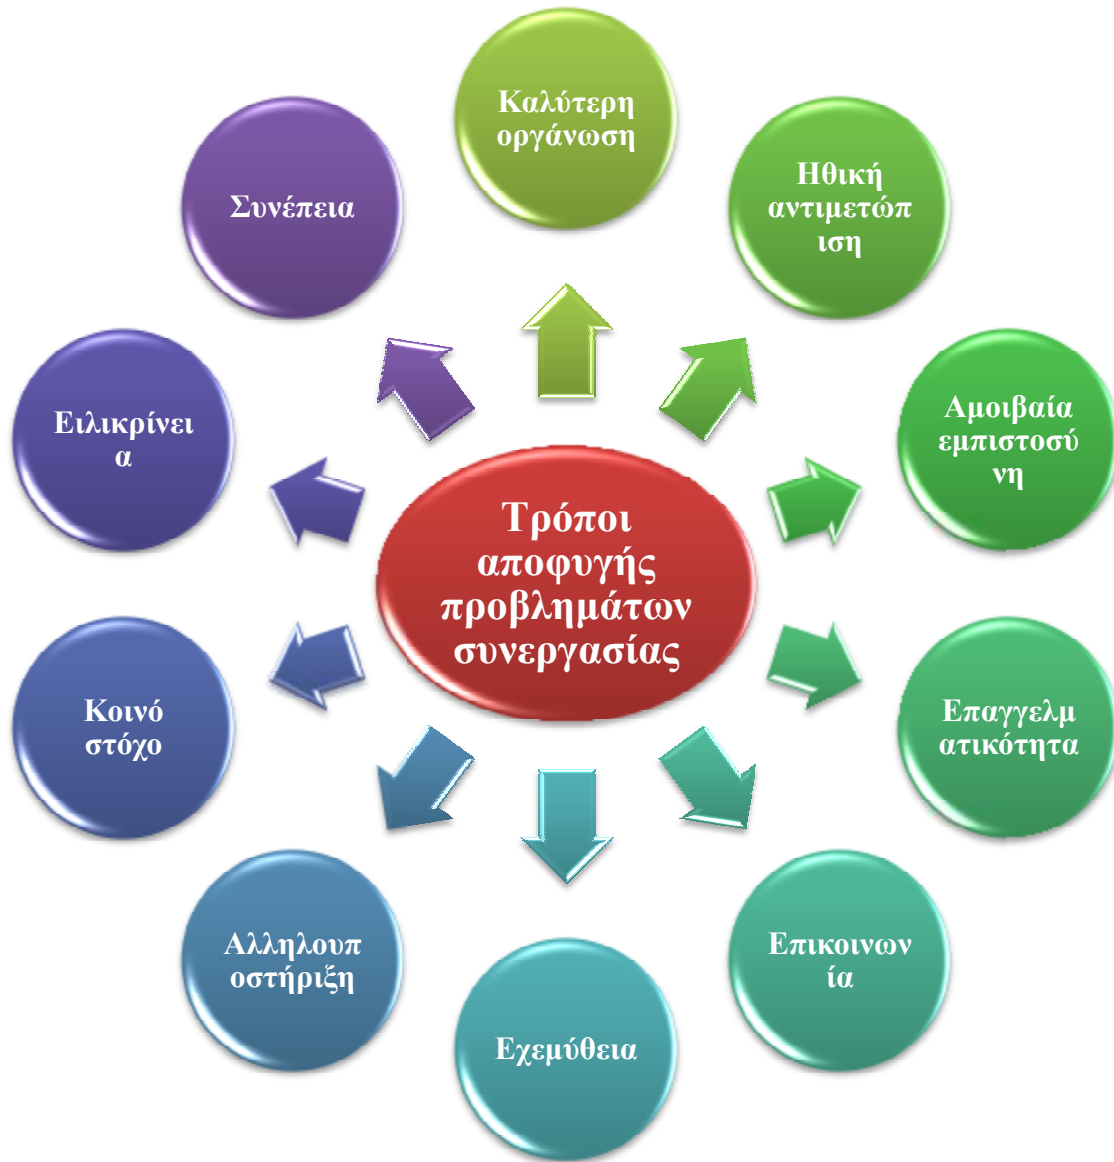 Καλύτερη
οργάνωση
Ηθική
αντιμετώπ
ιση
Αμοιβαία
εμπιστοσύ
νη
Επαγγελμ
ατικότητα
Επικοινων
ία
Εχεμύθεια
Αλληλουπ
οστήριξη
Κοινό
στόχο
Ειλικρίνει
α
Συνέπεια
Τρόποι
αποφυγής
προβλημάτων
συνεργασίας